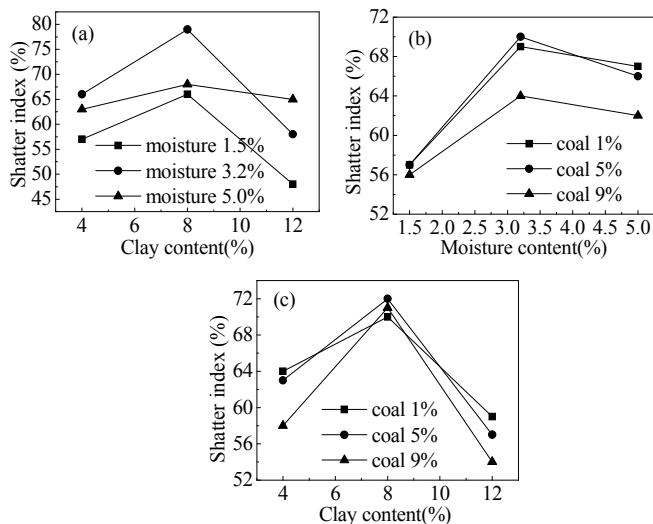 (a)
Shatter index (%)
80
75
70
65
60
55
50
45
moisture 1.5%
moisture 3.2%
moisture 5.0%
4 6 8 10 12
Clay content(%)
(b)
Shatter index (%)
72
68
64
60
56
52
coal 1%
coal 5%
coal 9%
1.5 2.0 2.5 3.0 3.5 4.0 4.5 5.0
Moisture content(%)
(c)
Shatter index (%)
72
68
64
60
56
52
coal 1%
coal 5%
coal 9%
4 6 8 10 12
Clay content(%)